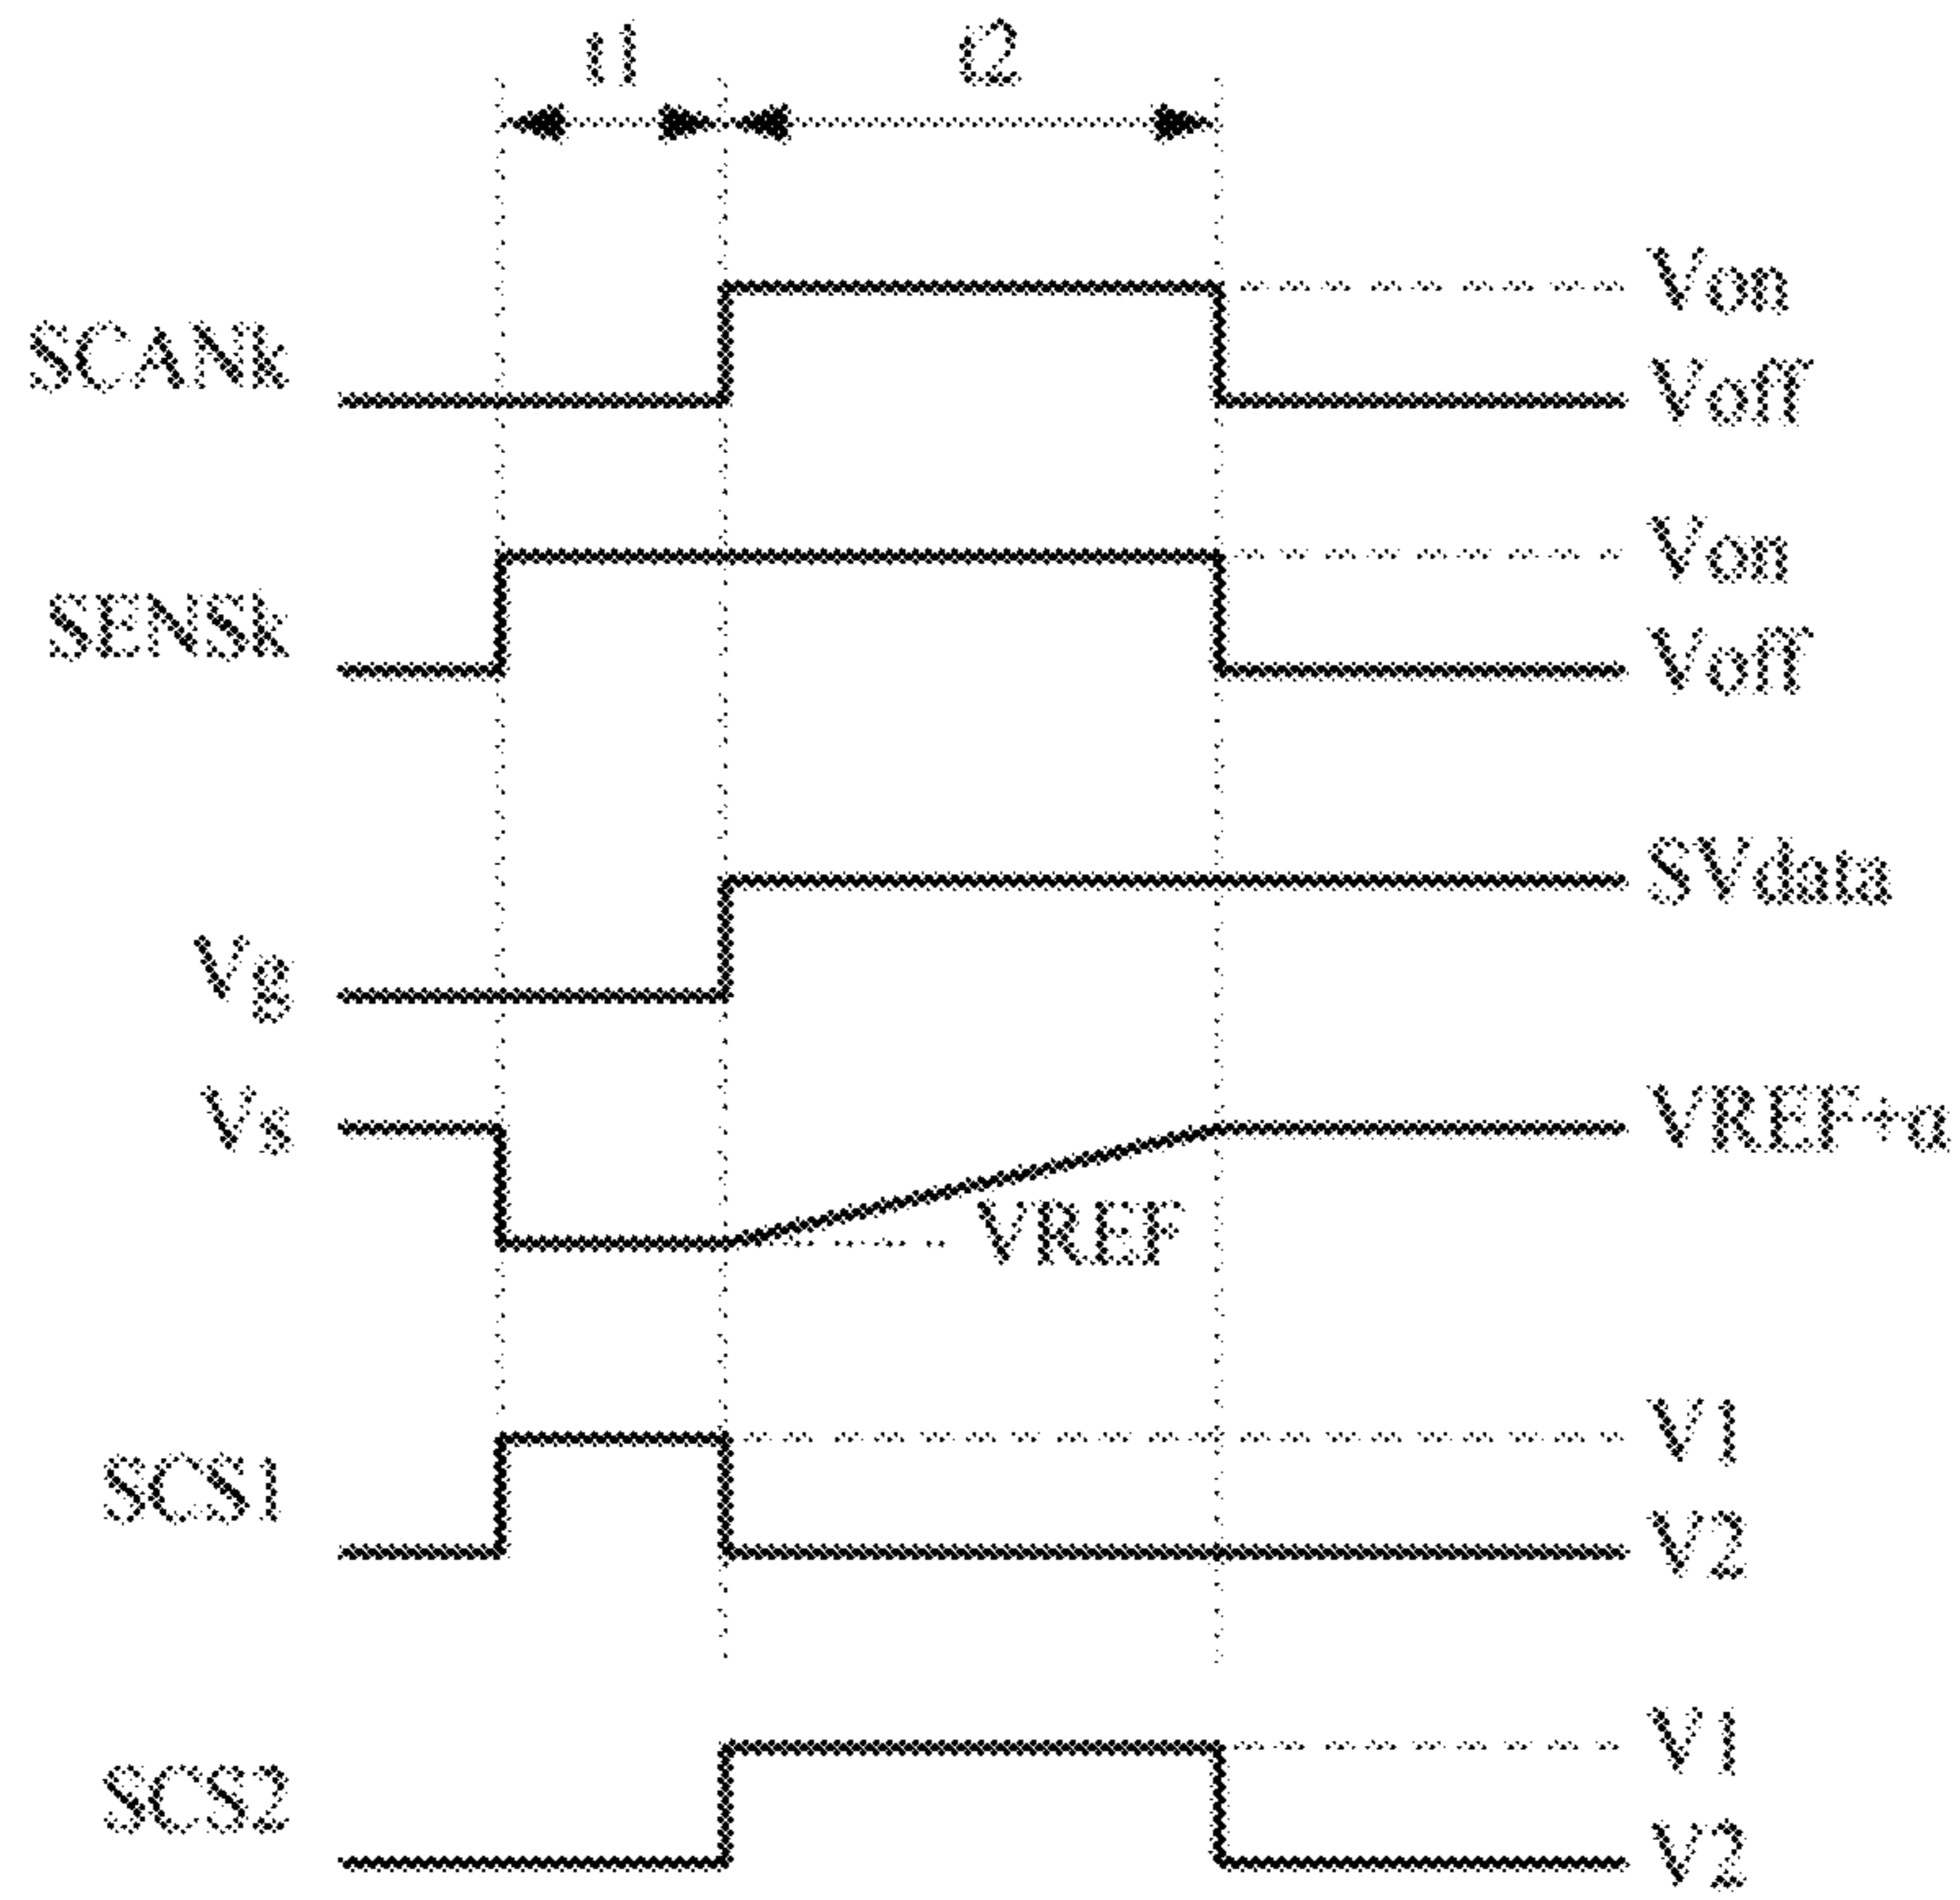 t1 t2
Von
SCANk
Voff
Von
SENSk
Voff
SVdata
Vg
Vs
VREF+α
VREF
V1
SCS1
V2
V1
SCS2
V2